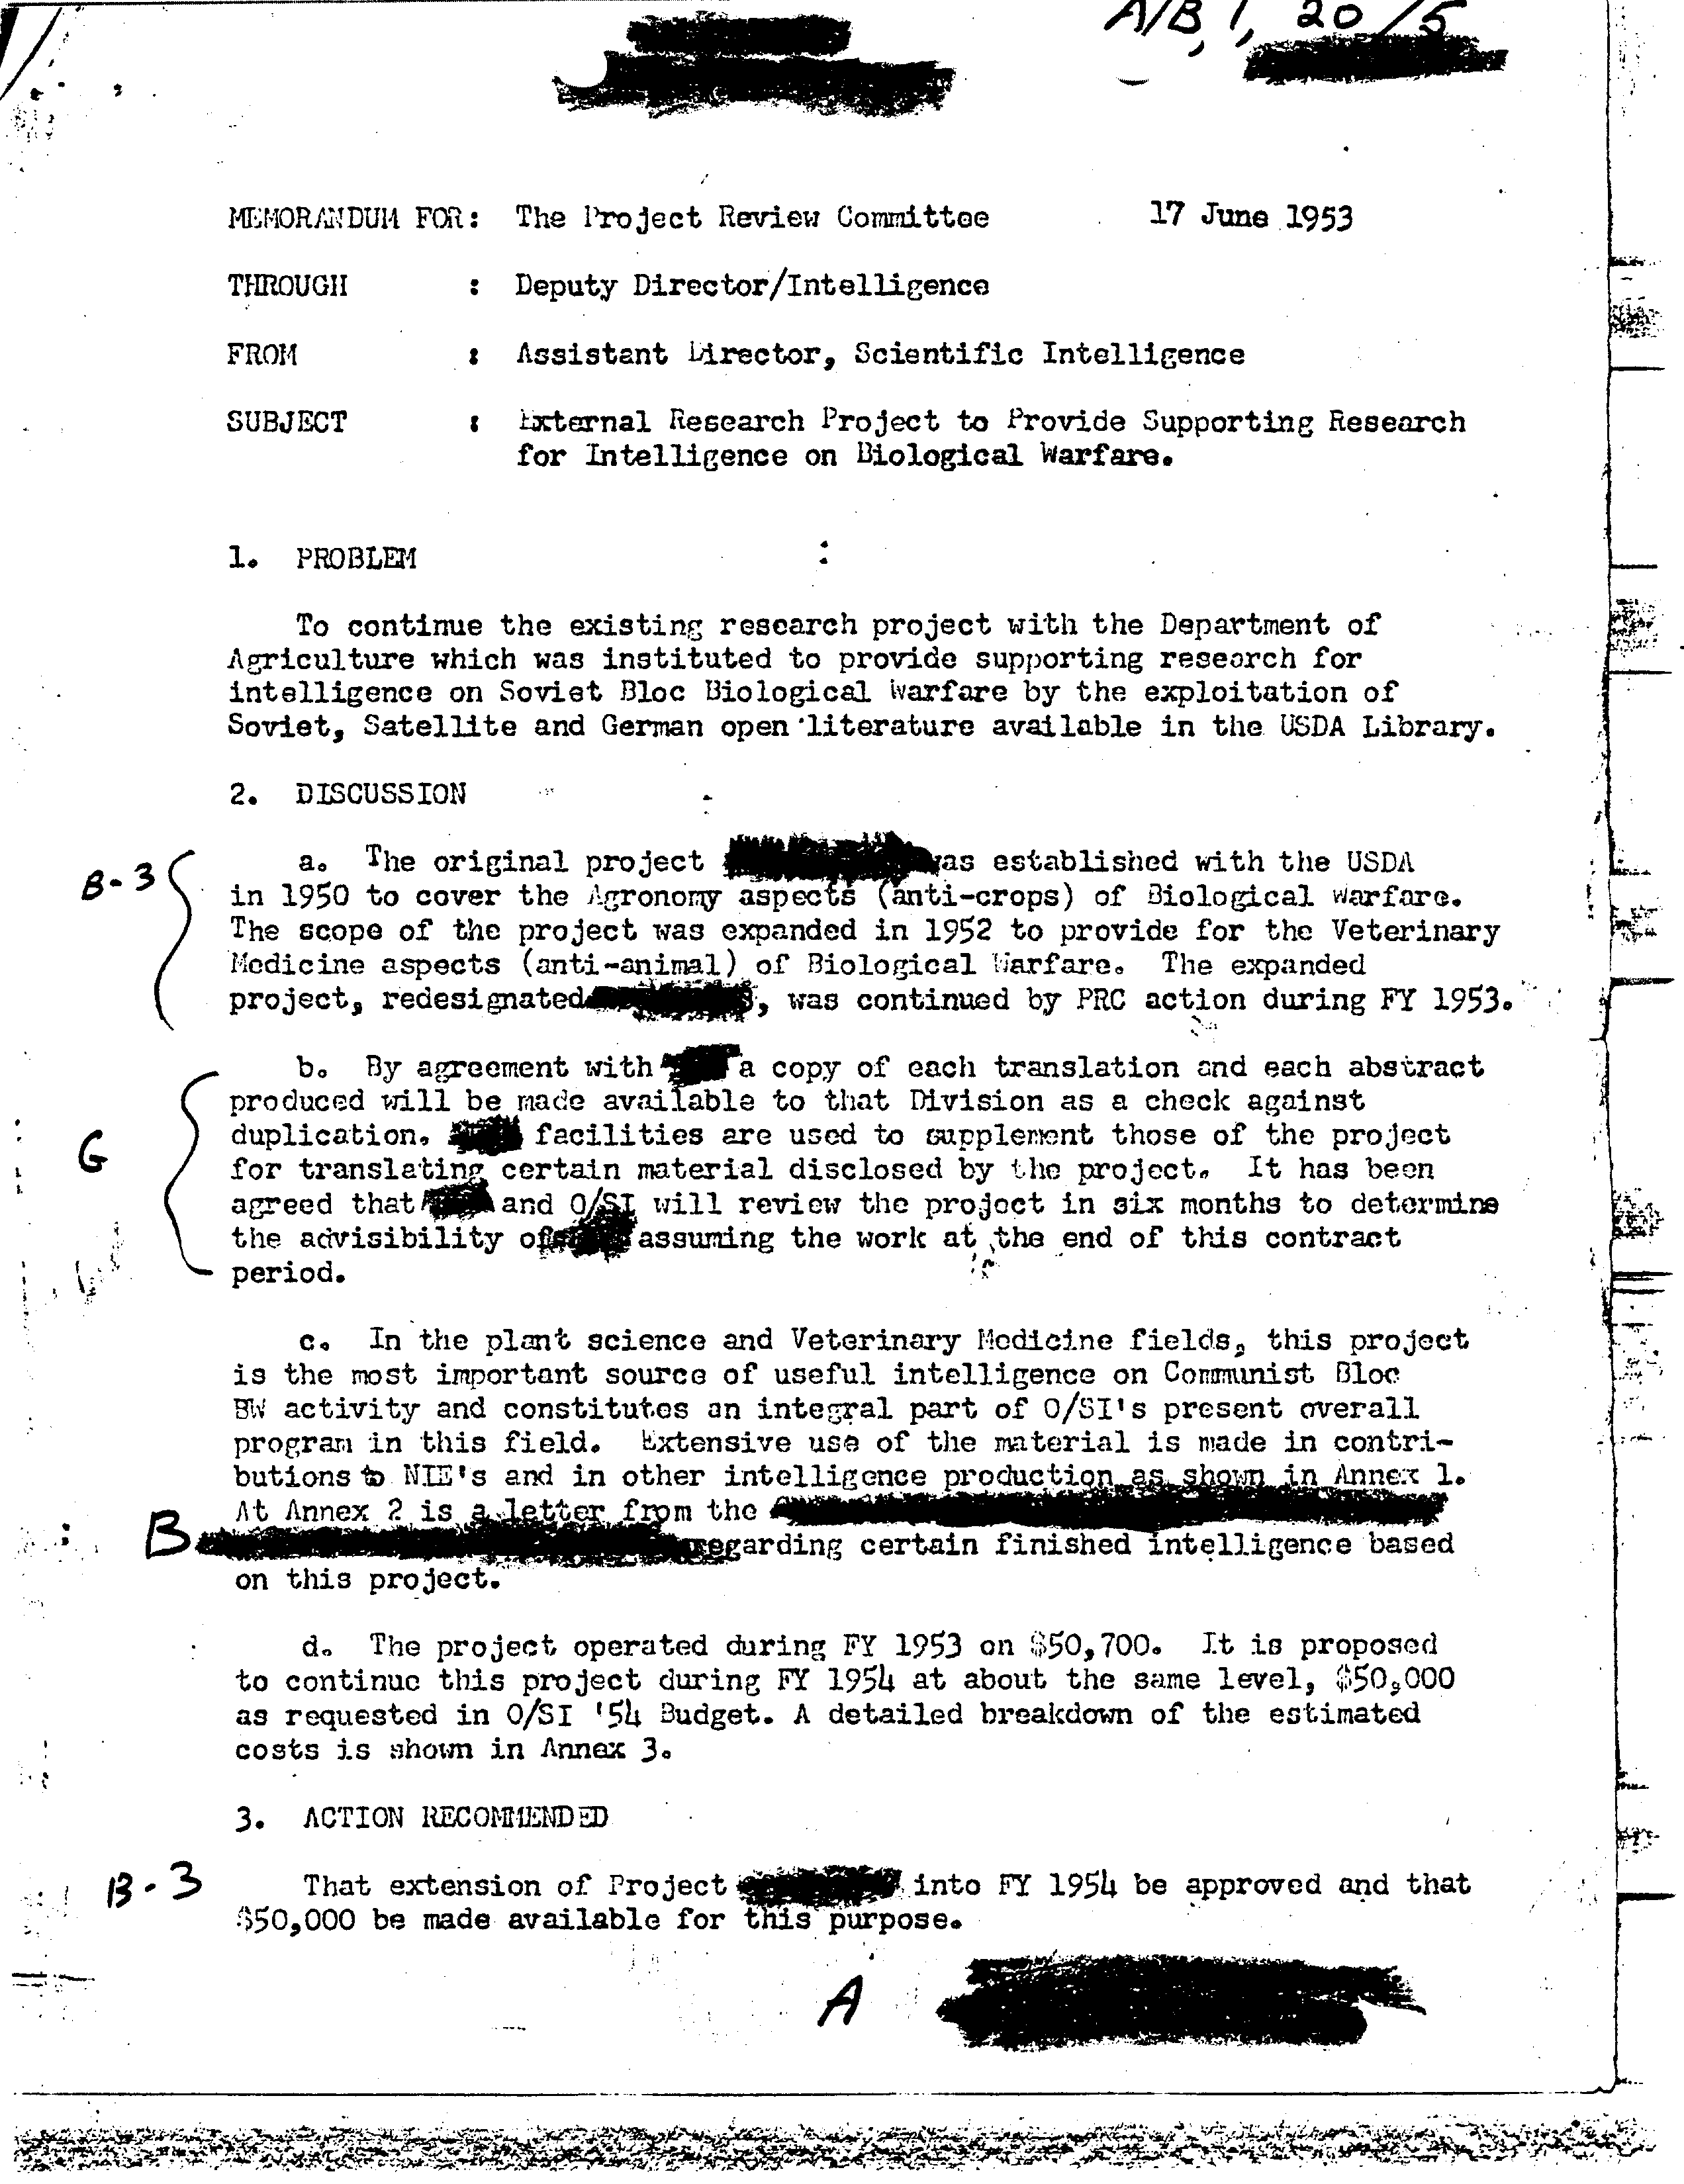 A/B, 1, 20/5
MEMORANDUM FOR: The Project Review Committee 17 June 1953
THROUGH : Deputy Director/Intelligence
FROM : Assistant Director, Scientific Intelligence
SUBJECT : External Research Project to Provide Supporting Research
for Intelligence on Biological Warfare.
1. PROBLEM
To continue the existing research project with the Department of
Agriculture which was instituted to provide supporting research for
intelligence on Soviet Bloc Biological Warfare by the exploitation of
Soviet, Satellite and German open literature available in the USDA Library.
2. DISCUSSION
B-3
a. The original project was established with the USDA
in 1950 to cover the Agronomy aspects (anti-crops) of Biological Warfare.
The scope of the project was expanded in 1952 to provide for the Veterinary
Medicine aspects (anti-animal) of Biological Warfare. The expanded
project, redesignated , was continued by PRC action during FY 1953.
G
b. By agreement with a copy of each translation and each abstract
produced will be made available to that Division as a check against
duplication. facilities are used to supplement those of the project
for translating certain material disclosed by the project. It has been
agreed that and O/SI will review the project in six months to determine
the advisibility of assuming the work at the end of this contract
period.
c. In the plant science and Veterinary Medicine fields, this project
is the most important source of useful intelligence on Communist Bloc
BW activity and constitutes an integral part of O/SI's present overall
program in this field. Extensive use of the material is made in contri-
butions to NIE's and in other intelligence production as shown in Annex 1.
At Annex 2 is a letter from the
B regarding certain finished intelligence based
on this project.
d. The project operated during FY 1953 on $50,700. It is proposed
to continue this project during FY 1954 at about the same level, $50,000
as requested in O/SI '54 Budget. A detailed breakdown of the estimated
costs is shown in Annex 3.
3. ACTION RECOMMENDED
B-3
That extension of Project into FY 1954 be approved and that
$50,000 be made available for this purpose.
A